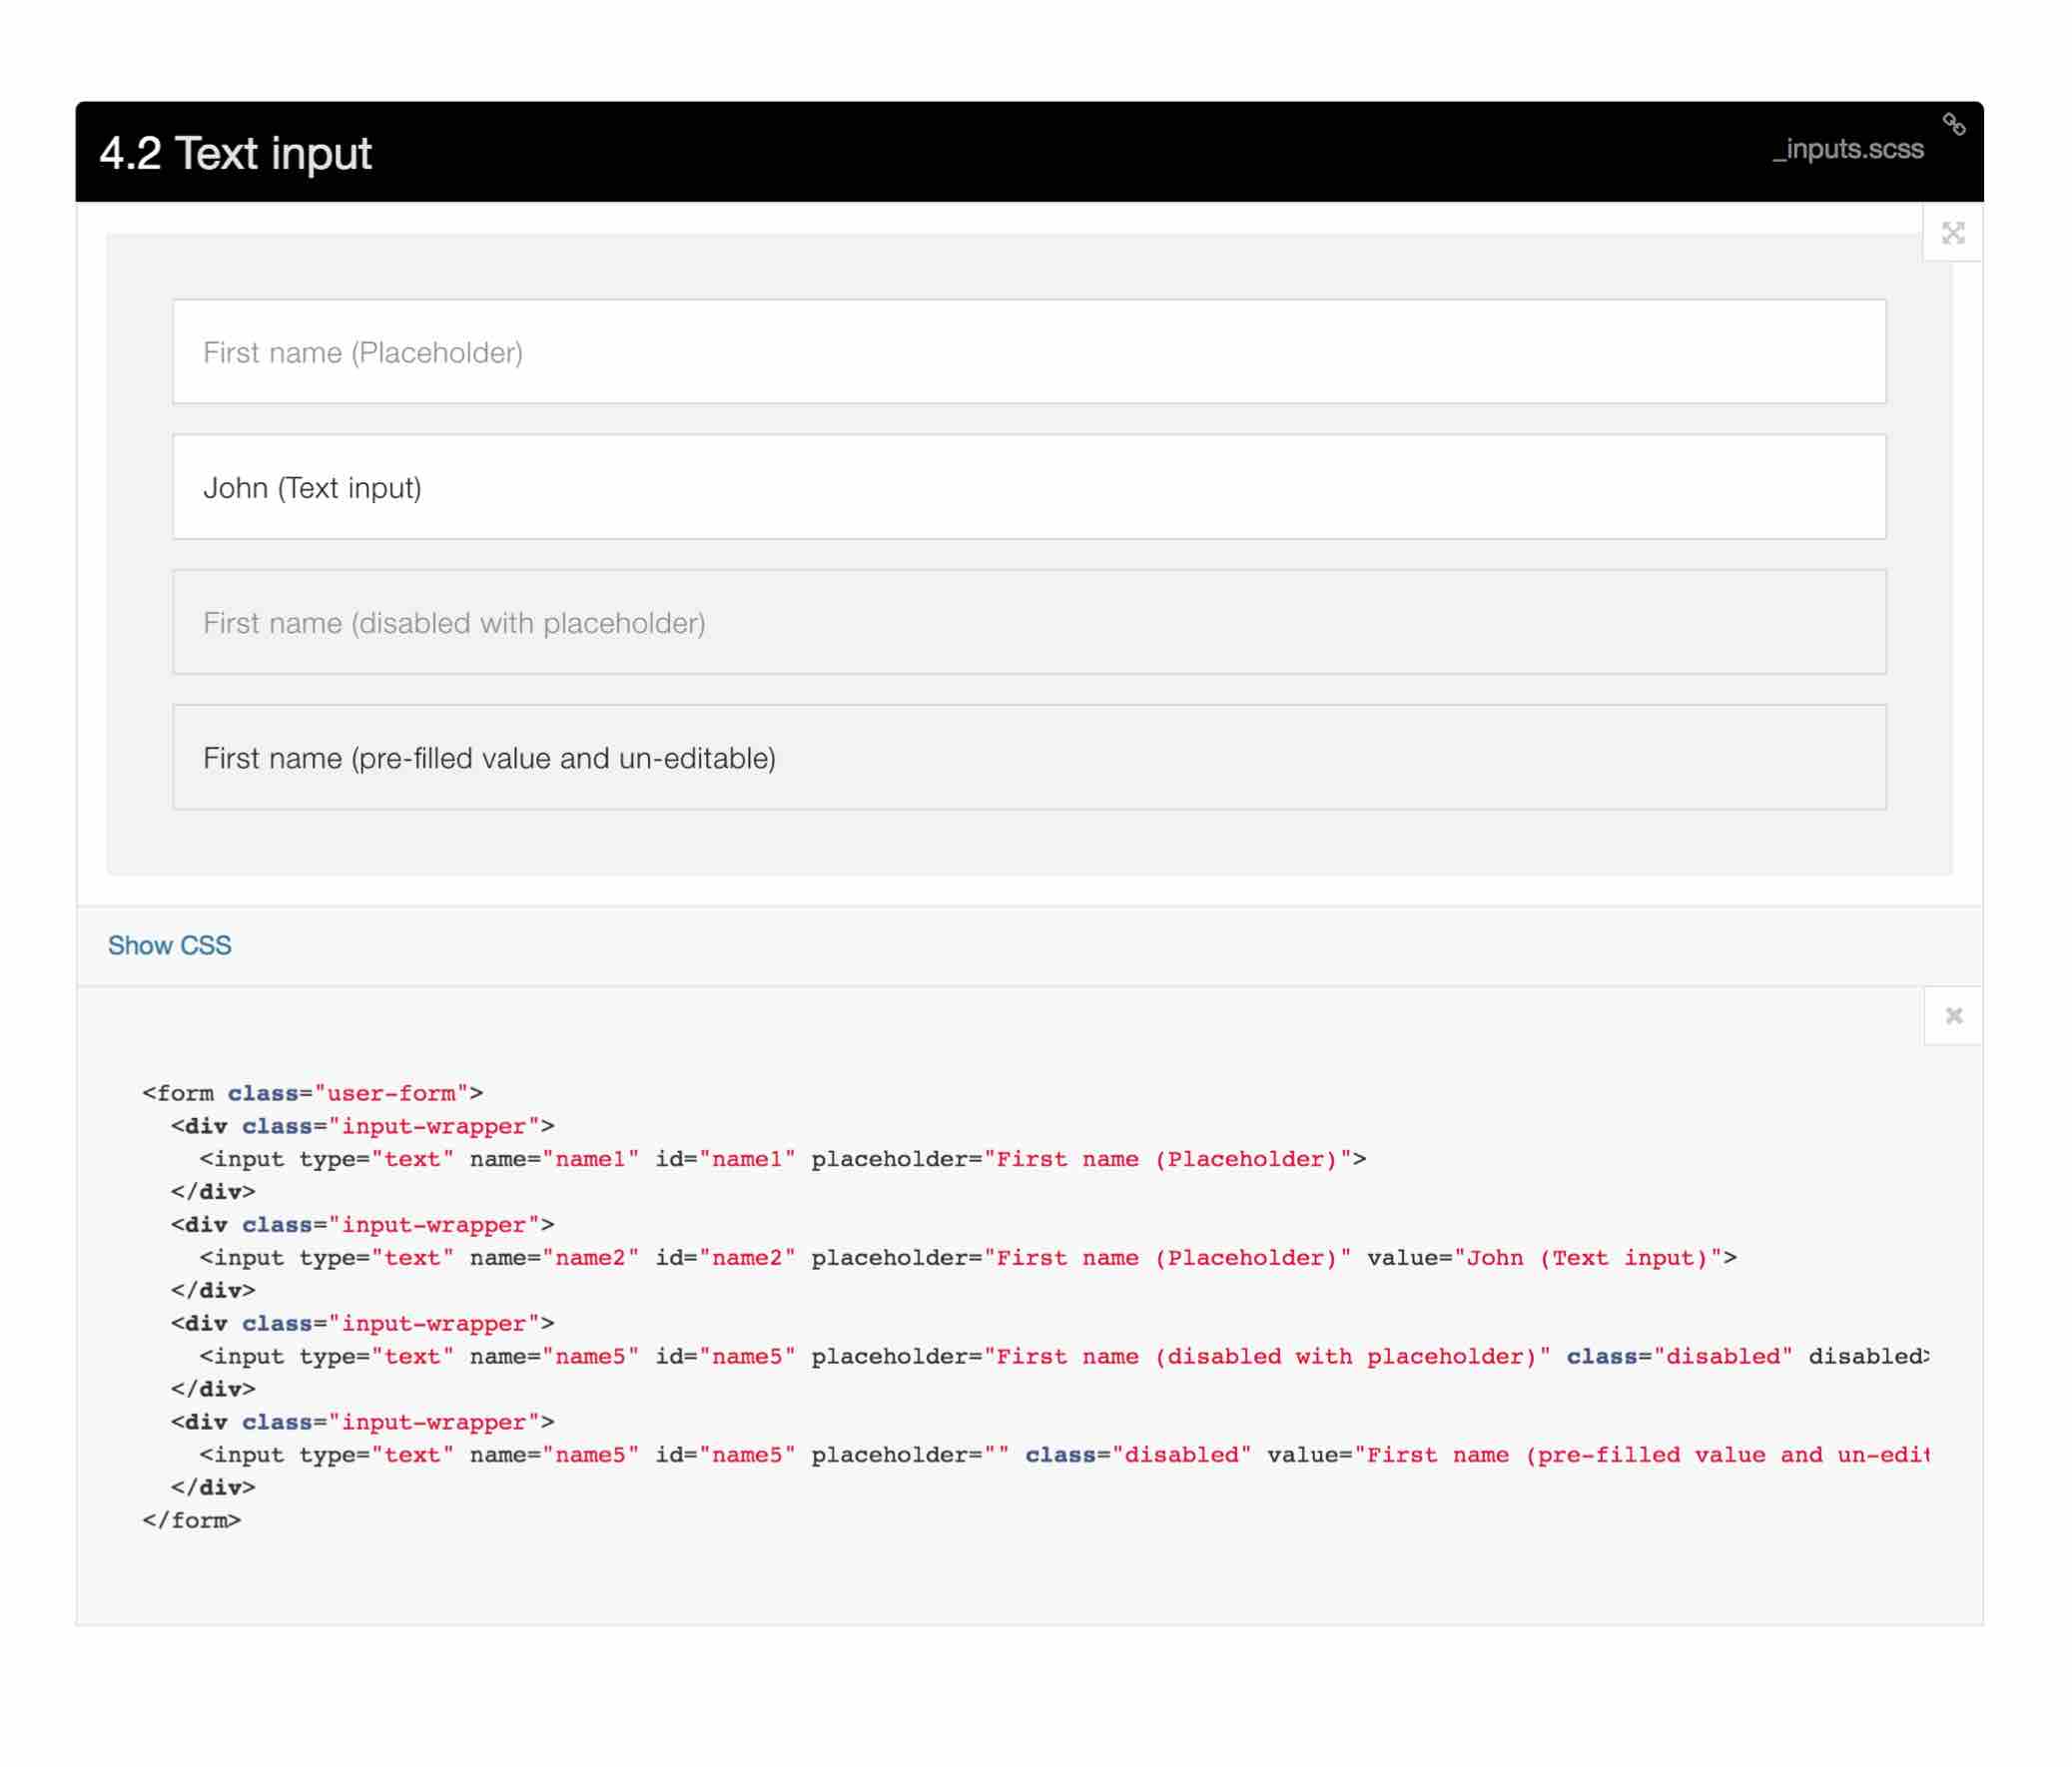 4.2 Text input
_inputs.scss
First name (Placeholder)
John (Text input)
First name (disabled with placeholder)
First name (pre-filled value and un-editable)
Show CSS
<form class="user-form">
  <div class="input-wrapper">
    <input type="text" name="name1" id="name1" placeholder="First name (Placeholder)">
  </div>
  <div class="input-wrapper">
    <input type="text" name="name2" id="name2" placeholder="First name (Placeholder)" value="John (Text input)">
  </div>
  <div class="input-wrapper">
    <input type="text" name="name5" id="name5" placeholder="First name (disabled with placeholder)" class="disabled" disabled>
  </div>
  <div class="input-wrapper">
    <input type="text" name="name5" id="name5" placeholder="" class="disabled" value="First name (pre-filled value and un-edit
  </div>
</form>